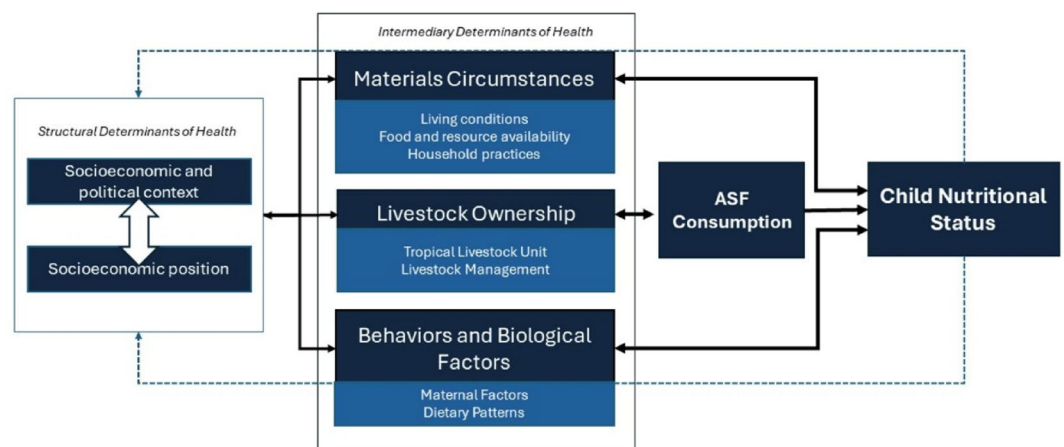 Intermediary Determinants of Health
Materials Circumstances
Living conditions
Food and resource availability
Household practices
Structural Determinants of Health
Socioeconomic and
political context
Socioeconomic position
Livestock Ownership
Tropical Livestock Unit
Livestock Management
ASF
Consumption
Child Nutritional
Status
Behaviors and Biological
Factors
Maternal Factors
Dietary Patterns